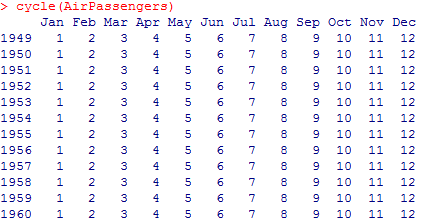 > cycle(AirPassengers)
Jan Feb Mar Apr May Jun Jul Aug Sep Oct Nov Dec
1949 1 2 3 4 5 6 7 8 9 10 11 12
1950 1 2 3 4 5 6 7 8 9 10 11 12
1951 1 2 3 4 5 6 7 8 9 10 11 12
1952 1 2 3 4 5 6 7 8 9 10 11 12
1953 1 2 3 4 5 6 7 8 9 10 11 12
1954 1 2 3 4 5 6 7 8 9 10 11 12
1955 1 2 3 4 5 6 7 8 9 10 11 12
1956 1 2 3 4 5 6 7 8 9 10 11 12
1957 1 2 3 4 5 6 7 8 9 10 11 12
1958 1 2 3 4 5 6 7 8 9 10 11 12
1959 1 2 3 4 5 6 7 8 9 10 11 12
1960 1 2 3 4 5 6 7 8 9 10 11 12